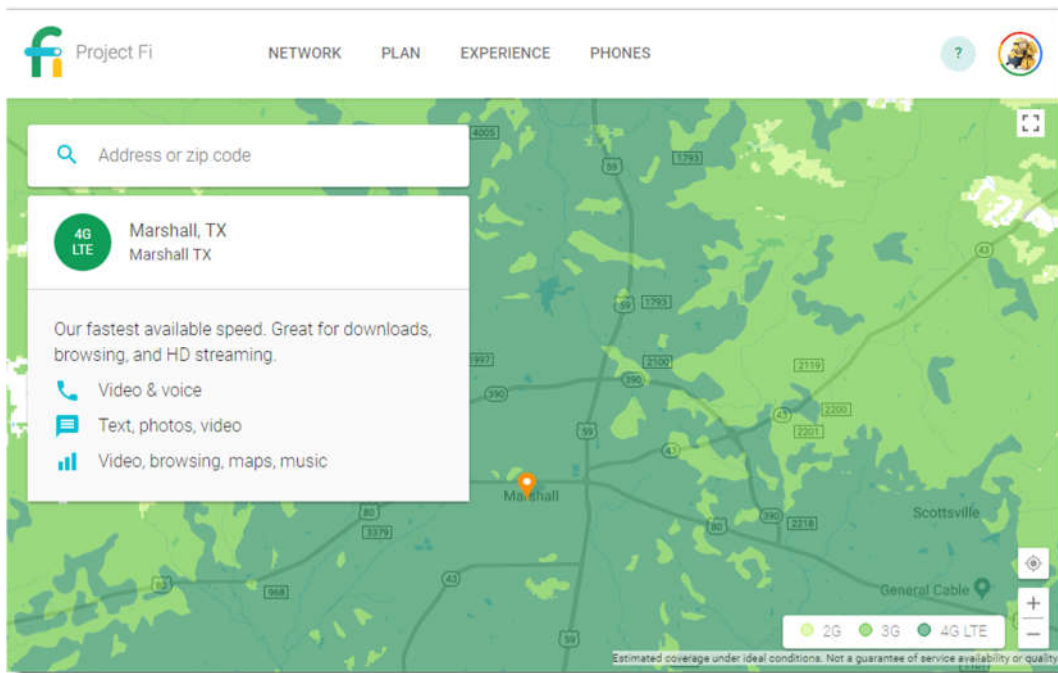 fi Project Fi NETWORK PLAN EXPERIENCE PHONES ?
Address or zip code
4G
LTE
Marshall, TX
Marshall TX
Our fastest available speed. Great for downloads,
browsing, and HD streaming.
Video & voice
Text, photos, video
Video, browsing, maps, music
4005
59
1793
43
59
1793
1997
2100
390
2119
390
43
2200
2201
59
43
Marshall
80
3379
80
390
2218
Scottsville
43
968
General Cable
59
+
−
2G 3G 4G LTE
Estimated coverage under ideal conditions. Not a guarantee of service availability or quality